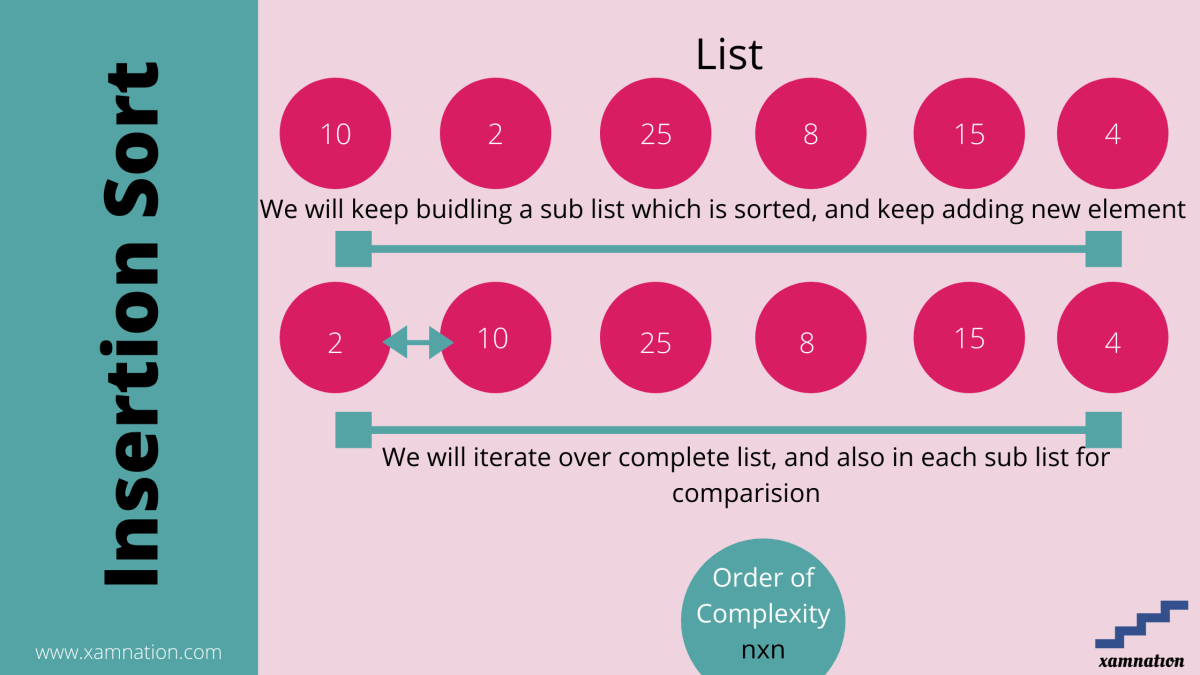 Insertion Sort
List
10 2 25 8 15 4
We will keep buidling a sub list which is sorted, and keep adding new element
2 10 25 8 15 4
We will iterate over complete list, and also in each sub list for
comparision
Order of
Complexity
nxn
www.xamnation.com
xamnation